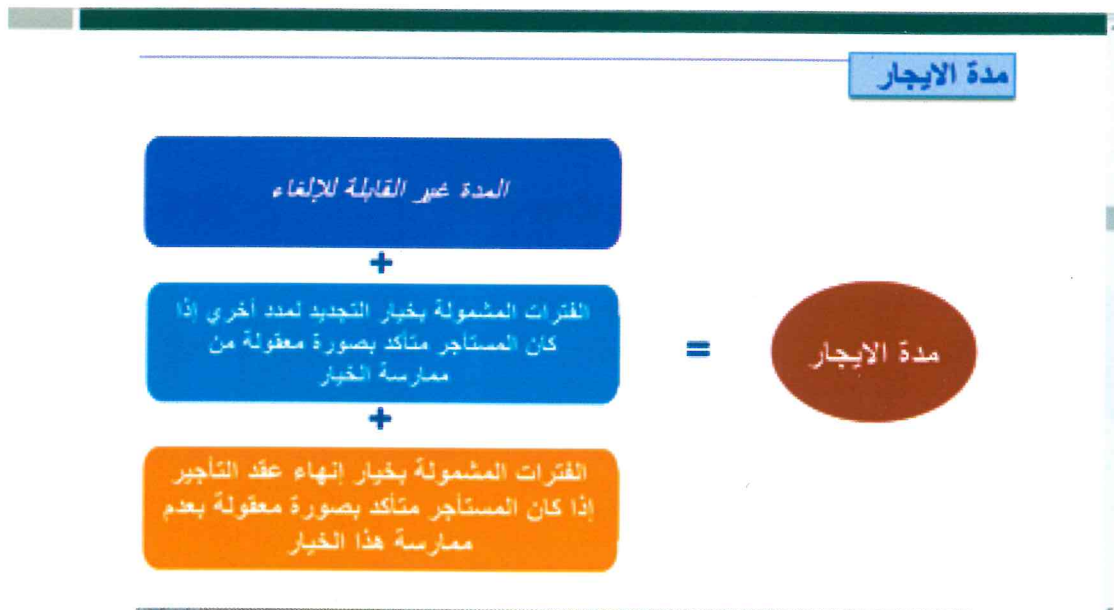 مدة الايجار
المدة غير القابلة للإلغاء
+
الفترات المشمولة بخيار التجديد لمدد أخري إذا
كان المستأجر متأكد بصورة معقولة من
ممارسة الخيار
=
مدة الايجار
+
الفترات المشمولة بخيار إنهاء عقد التأجير
إذا كان المستأجر متأكد بصورة معقولة بعدم
ممارسة هذا الخيار